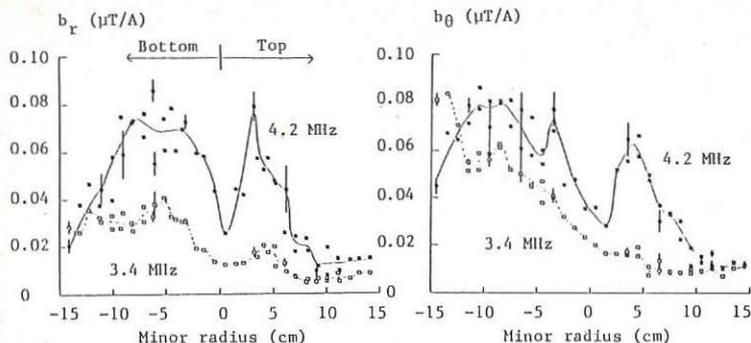 b_r (μT/A)
Bottom
Top
0.10
0.08
0.06
0.04
0.02
0
4.2 MHz
3.4 MHz
-15 -10 -5 0 5 10 15
Minor radius (cm)
b_θ (μT/A)
0.10
0.08
0.06
0.04
0.02
0
4.2 MHz
3.4 MHz
-15 -10 -5 0 5 10 15
Minor radius (cm)